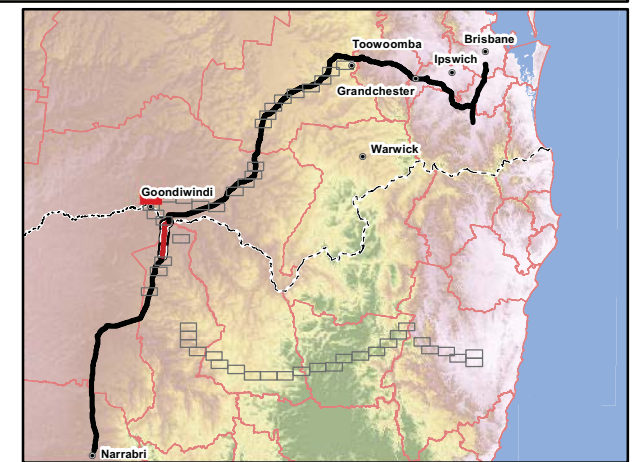 Brisbane
Toowoomba
Ipswich
Grandchester
Warwick
Goondiwindi
Narrabri